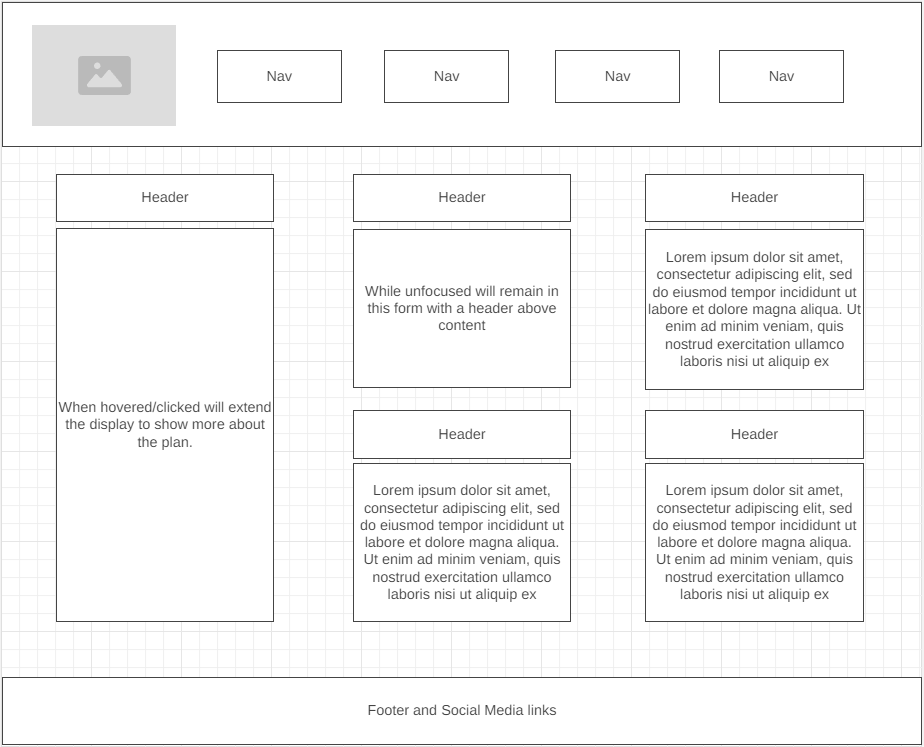 Nav
Nav
Nav
Nav
Header
When hovered/clicked will extend
the display to show more about
the plan.
Header
While unfocused will remain in
this form with a header above
content
Header
Lorem ipsum dolor sit amet,
consectetur adipiscing elit, sed
do eiusmod tempor incididunt ut
labore et dolore magna aliqua. Ut
enim ad minim veniam, quis
nostrud exercitation ullamco
laboris nisi ut aliquip ex
Header
Lorem ipsum dolor sit amet,
consectetur adipiscing elit, sed
do eiusmod tempor incididunt ut
labore et dolore magna aliqua.
Ut enim ad minim veniam, quis
nostrud exercitation ullamco
laboris nisi ut aliquip ex
Header
Lorem ipsum dolor sit amet,
consectetur adipiscing elit, sed
do eiusmod tempor incididunt ut
labore et dolore magna aliqua.
Ut enim ad minim veniam, quis
nostrud exercitation ullamco
laboris nisi ut aliquip ex
Footer and Social Media links